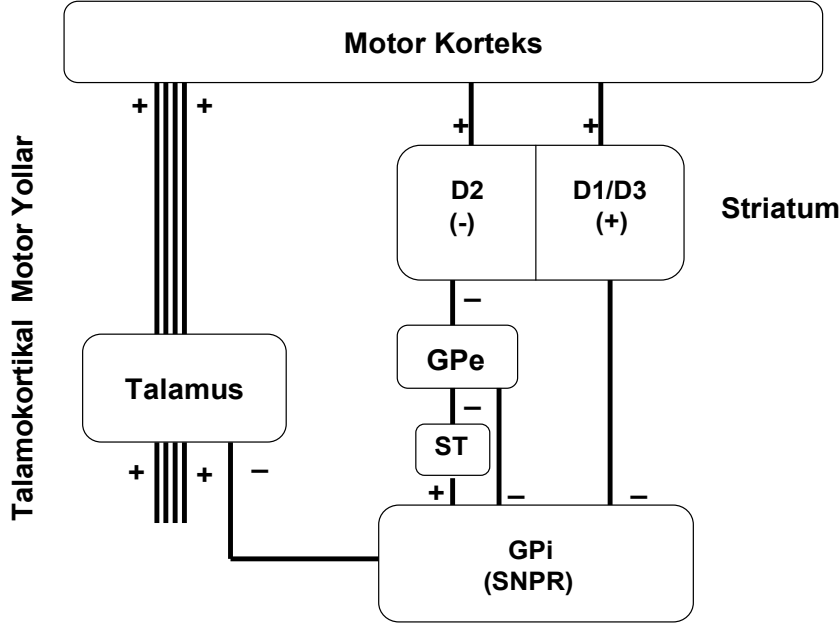 Motor Korteks
+
+
+
+
Talamokortikal Motor Yollar
D2
(-)
D1/D3
(+)
Striatum
–
GPe
Talamus
–
ST
+
+
–
+
–
–
GPi
(SNPR)